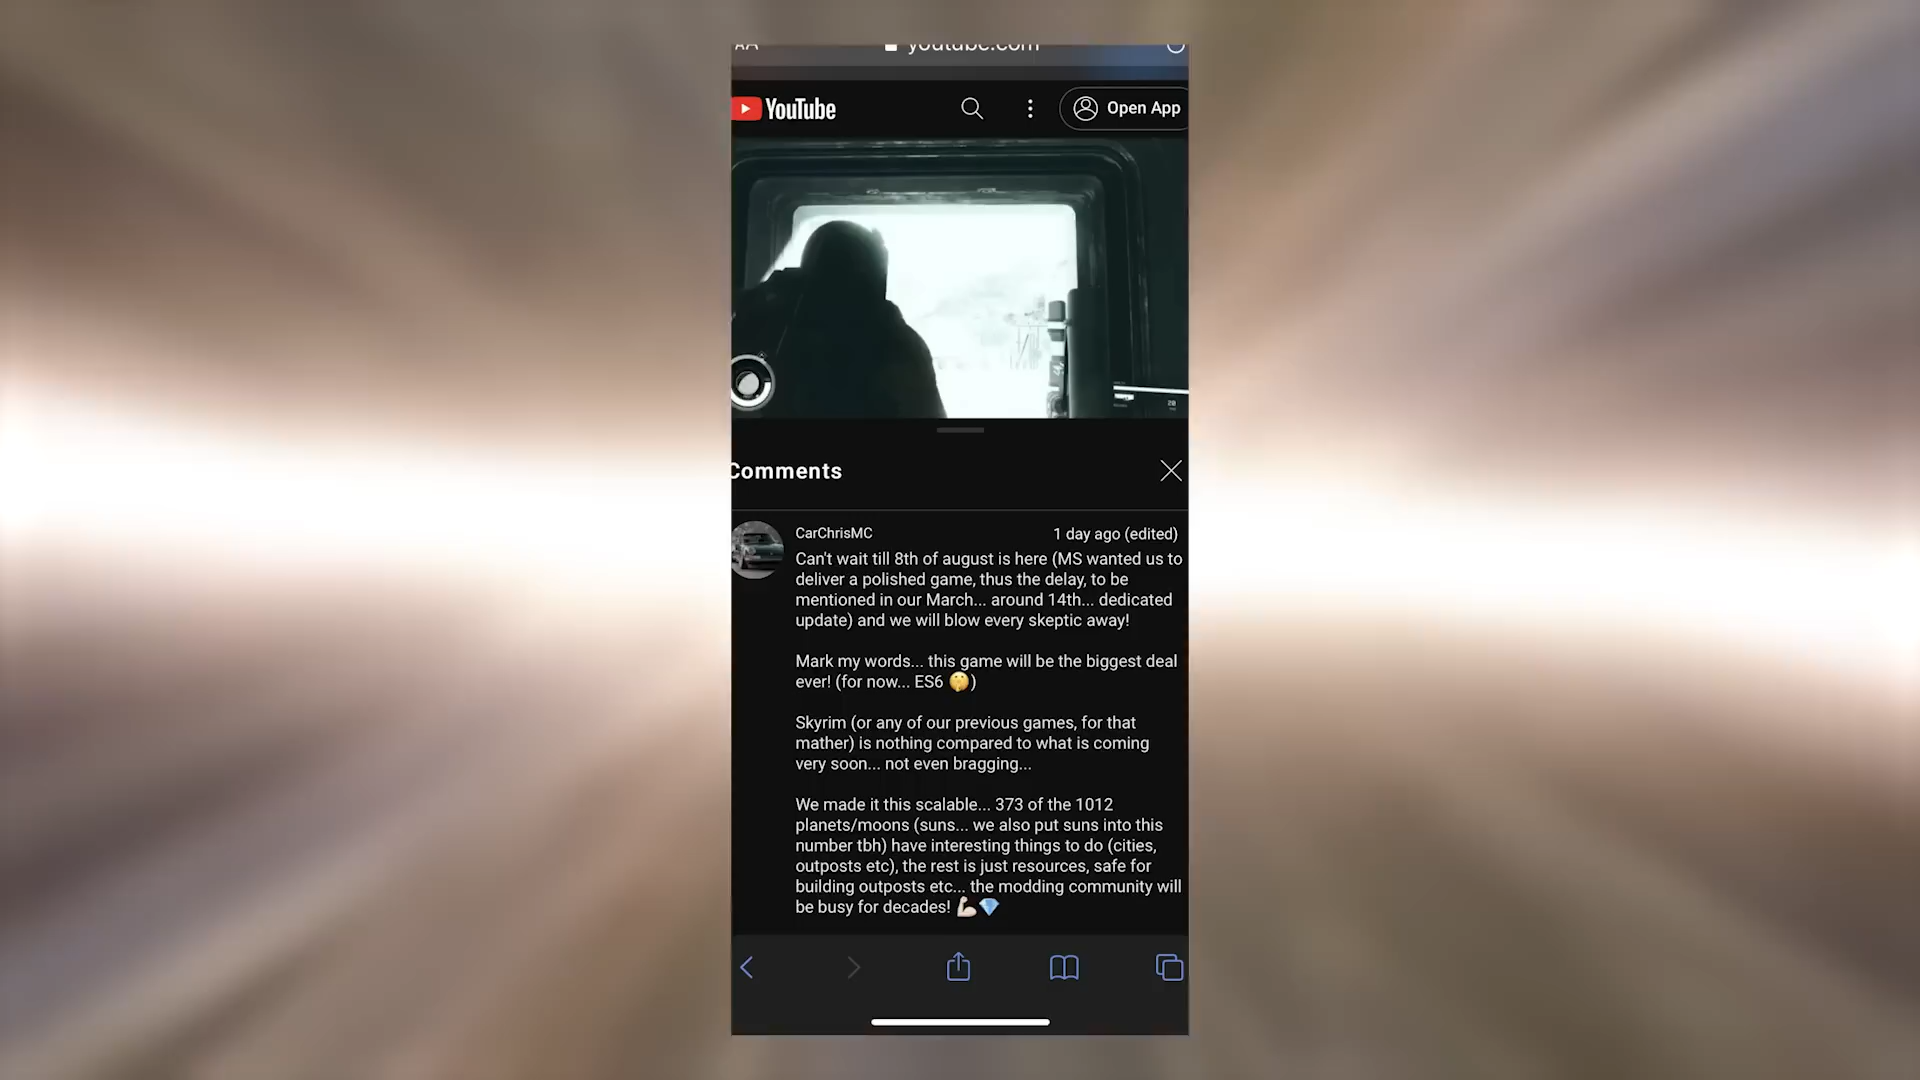 AA youtube.com
YouTube
Open App
20
Comments
CarChrisMC 1 day ago (edited)
Can't wait till 8th of august is here (MS wanted us to
deliver a polished game, thus the delay, to be
mentioned in our March... around 14th... dedicated
update) and we will blow every skeptic away!
Mark my words... this game will be the biggest deal
ever! (for now... ES6 🤫)
Skyrim (or any of our previous games, for that
mather) is nothing compared to what is coming
very soon... not even bragging...
We made it this scalable... 373 of the 1012
planets/moons (suns... we also put suns into this
number tbh) have interesting things to do (cities,
outposts etc), the rest is just resources, safe for
building outposts etc... the modding community will
be busy for decades! 💪🏻💎